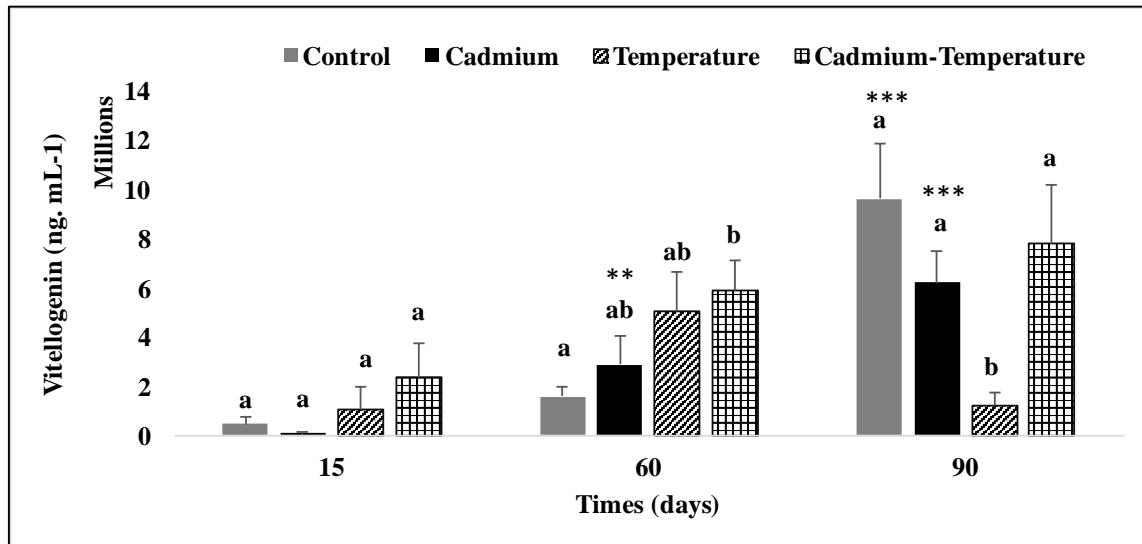 Control Cadmium Temperature Cadmium-Temperature
Vitellogenin (ng. mL-1)
Millions
14
12
10
8
6
4
2
0
a
a
a
a
a
**
ab
ab
b
***
a
***
a
b
a
15 60 90
Times (days)